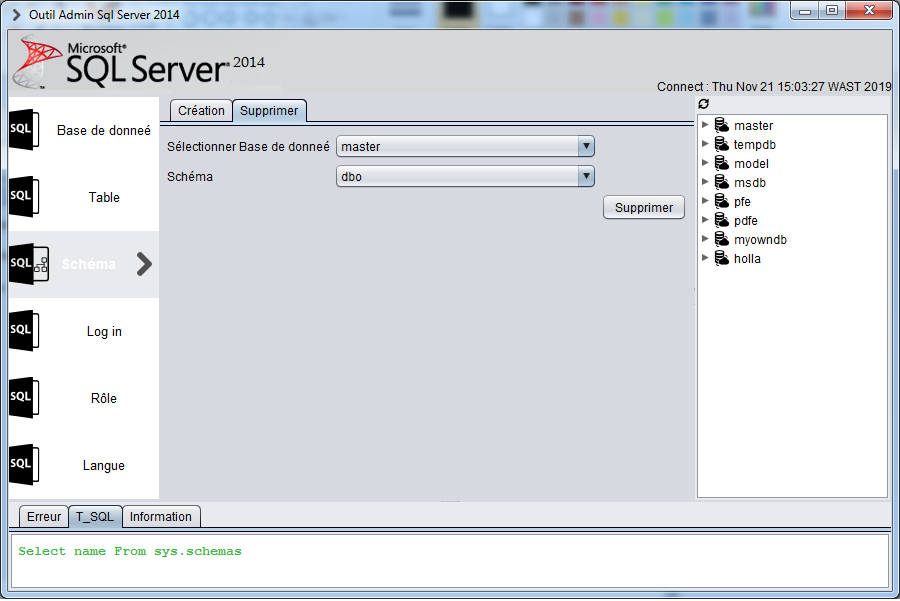 Outil Admin Sql Server 2014
Microsoft®
SQL Server® 2014
Connect : Thu Nov 21 15:03:27 WAST 2019
SQL Base de donneé
SQL Table
SQL Schéma
SQL Log in
SQL Rôle
SQL Langue
Création Supprimer
Sélectionner Base de donneé master
Schéma dbo
Supprimer
master
tempdb
model
msdb
pfe
pdfe
myowndb
holla
Erreur T_SQL Information
Select name From sys.schemas